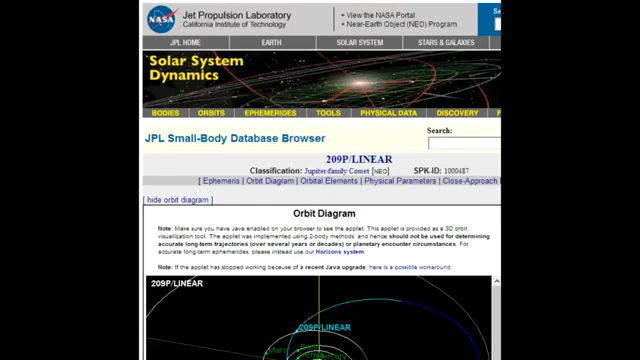 NASA
Jet Propulsion Laboratory
California Institute of Technology
+ View the NASA Portal
+ Near-Earth Object (NEO) Program
Se
JPL HOME EARTH SOLAR SYSTEM STARS & GALAXIES
Solar System
Dynamics
BODIES ORBITS EPHEMERIDES TOOLS PHYSICAL DATA DISCOVERY F
JPL Small-Body Database Browser
Search:
209P/LINEAR
Classification: Jupiter-family Comet [NEO] SPK-ID: 1000487
[ Ephemeris | Orbit Diagram | Orbital Elements | Physical Parameters | Close-Approach
[ hide orbit diagram ]
Orbit Diagram
Note: Make sure you have Java enabled on your browser to see the applet. This applet is provided as a 3D orbit
visualization tool. The applet was implemented using 2-body methods, and hence should not be used for determining
accurate long-term trajectories (over several years or decades) or planetary encounter circumstances. For
accurate long-term ephemerides, please instead use our Horizons system.
Note: If the applet has stopped working because of a recent Java upgrade, here is a possible workaround.
209P/LINEAR
209P/LINEAR
Mars Earth